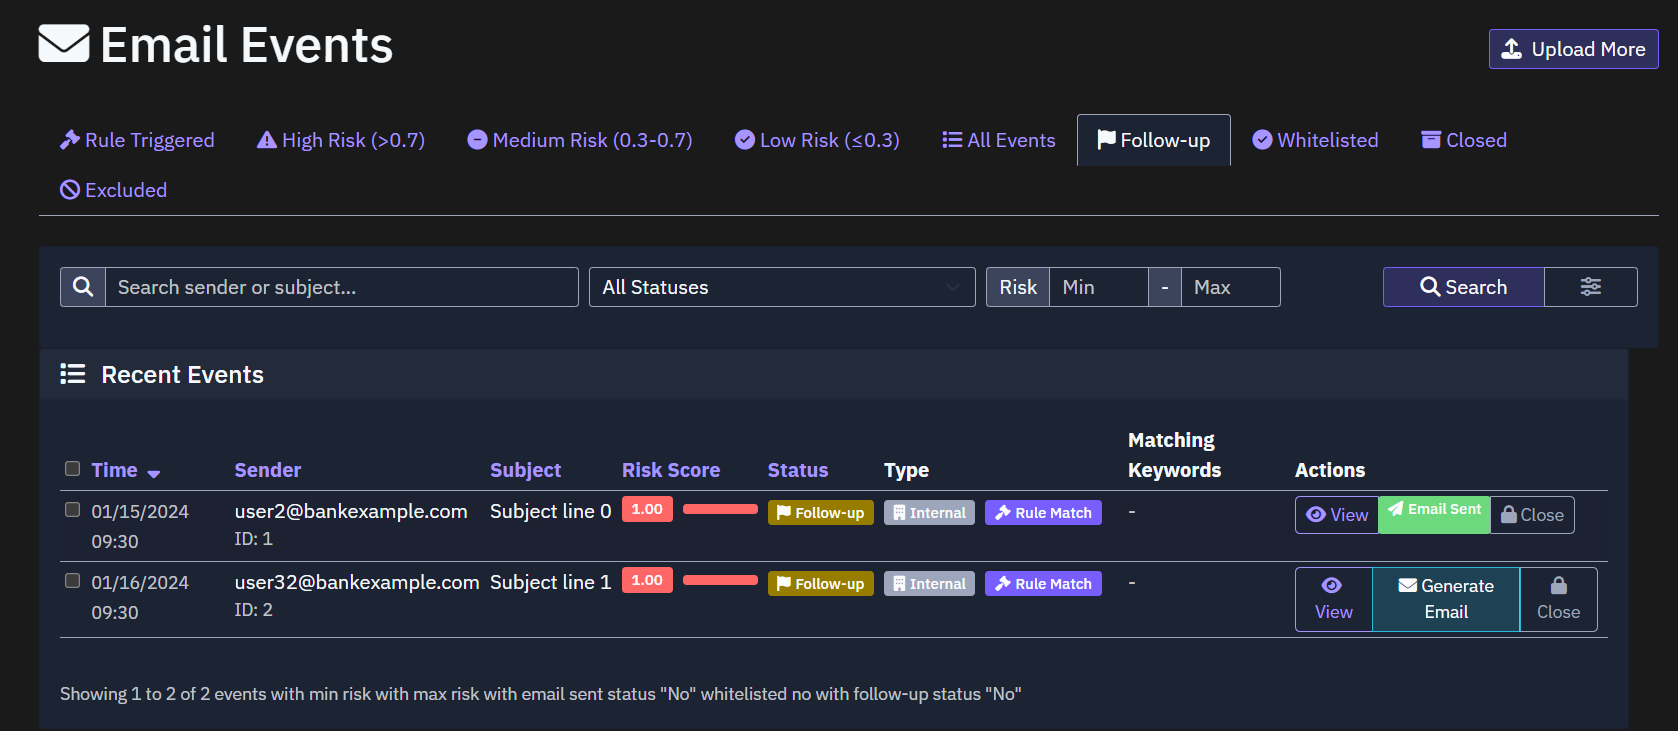 Email Events
Upload More
Rule Triggered High Risk (>0.7) Medium Risk (0.3-0.7) Low Risk (≤0.3) All Events Follow-up Whitelisted Closed
Excluded
Search sender or subject... All Statuses Risk Min - Max Search
Recent Events
Matching
Time Sender Subject Risk Score Status Type Keywords Actions
01/15/2024 user2@bankexample.com Subject line 0 1.00 Follow-up Internal Rule Match - View Email Sent Close
09:30 ID: 1
01/16/2024 user32@bankexample.com Subject line 1 1.00 Follow-up Internal Rule Match - Generate
09:30 ID: 2 View Email Close
Showing 1 to 2 of 2 events with min risk with max risk with email sent status "No" whitelisted no with follow-up status "No"